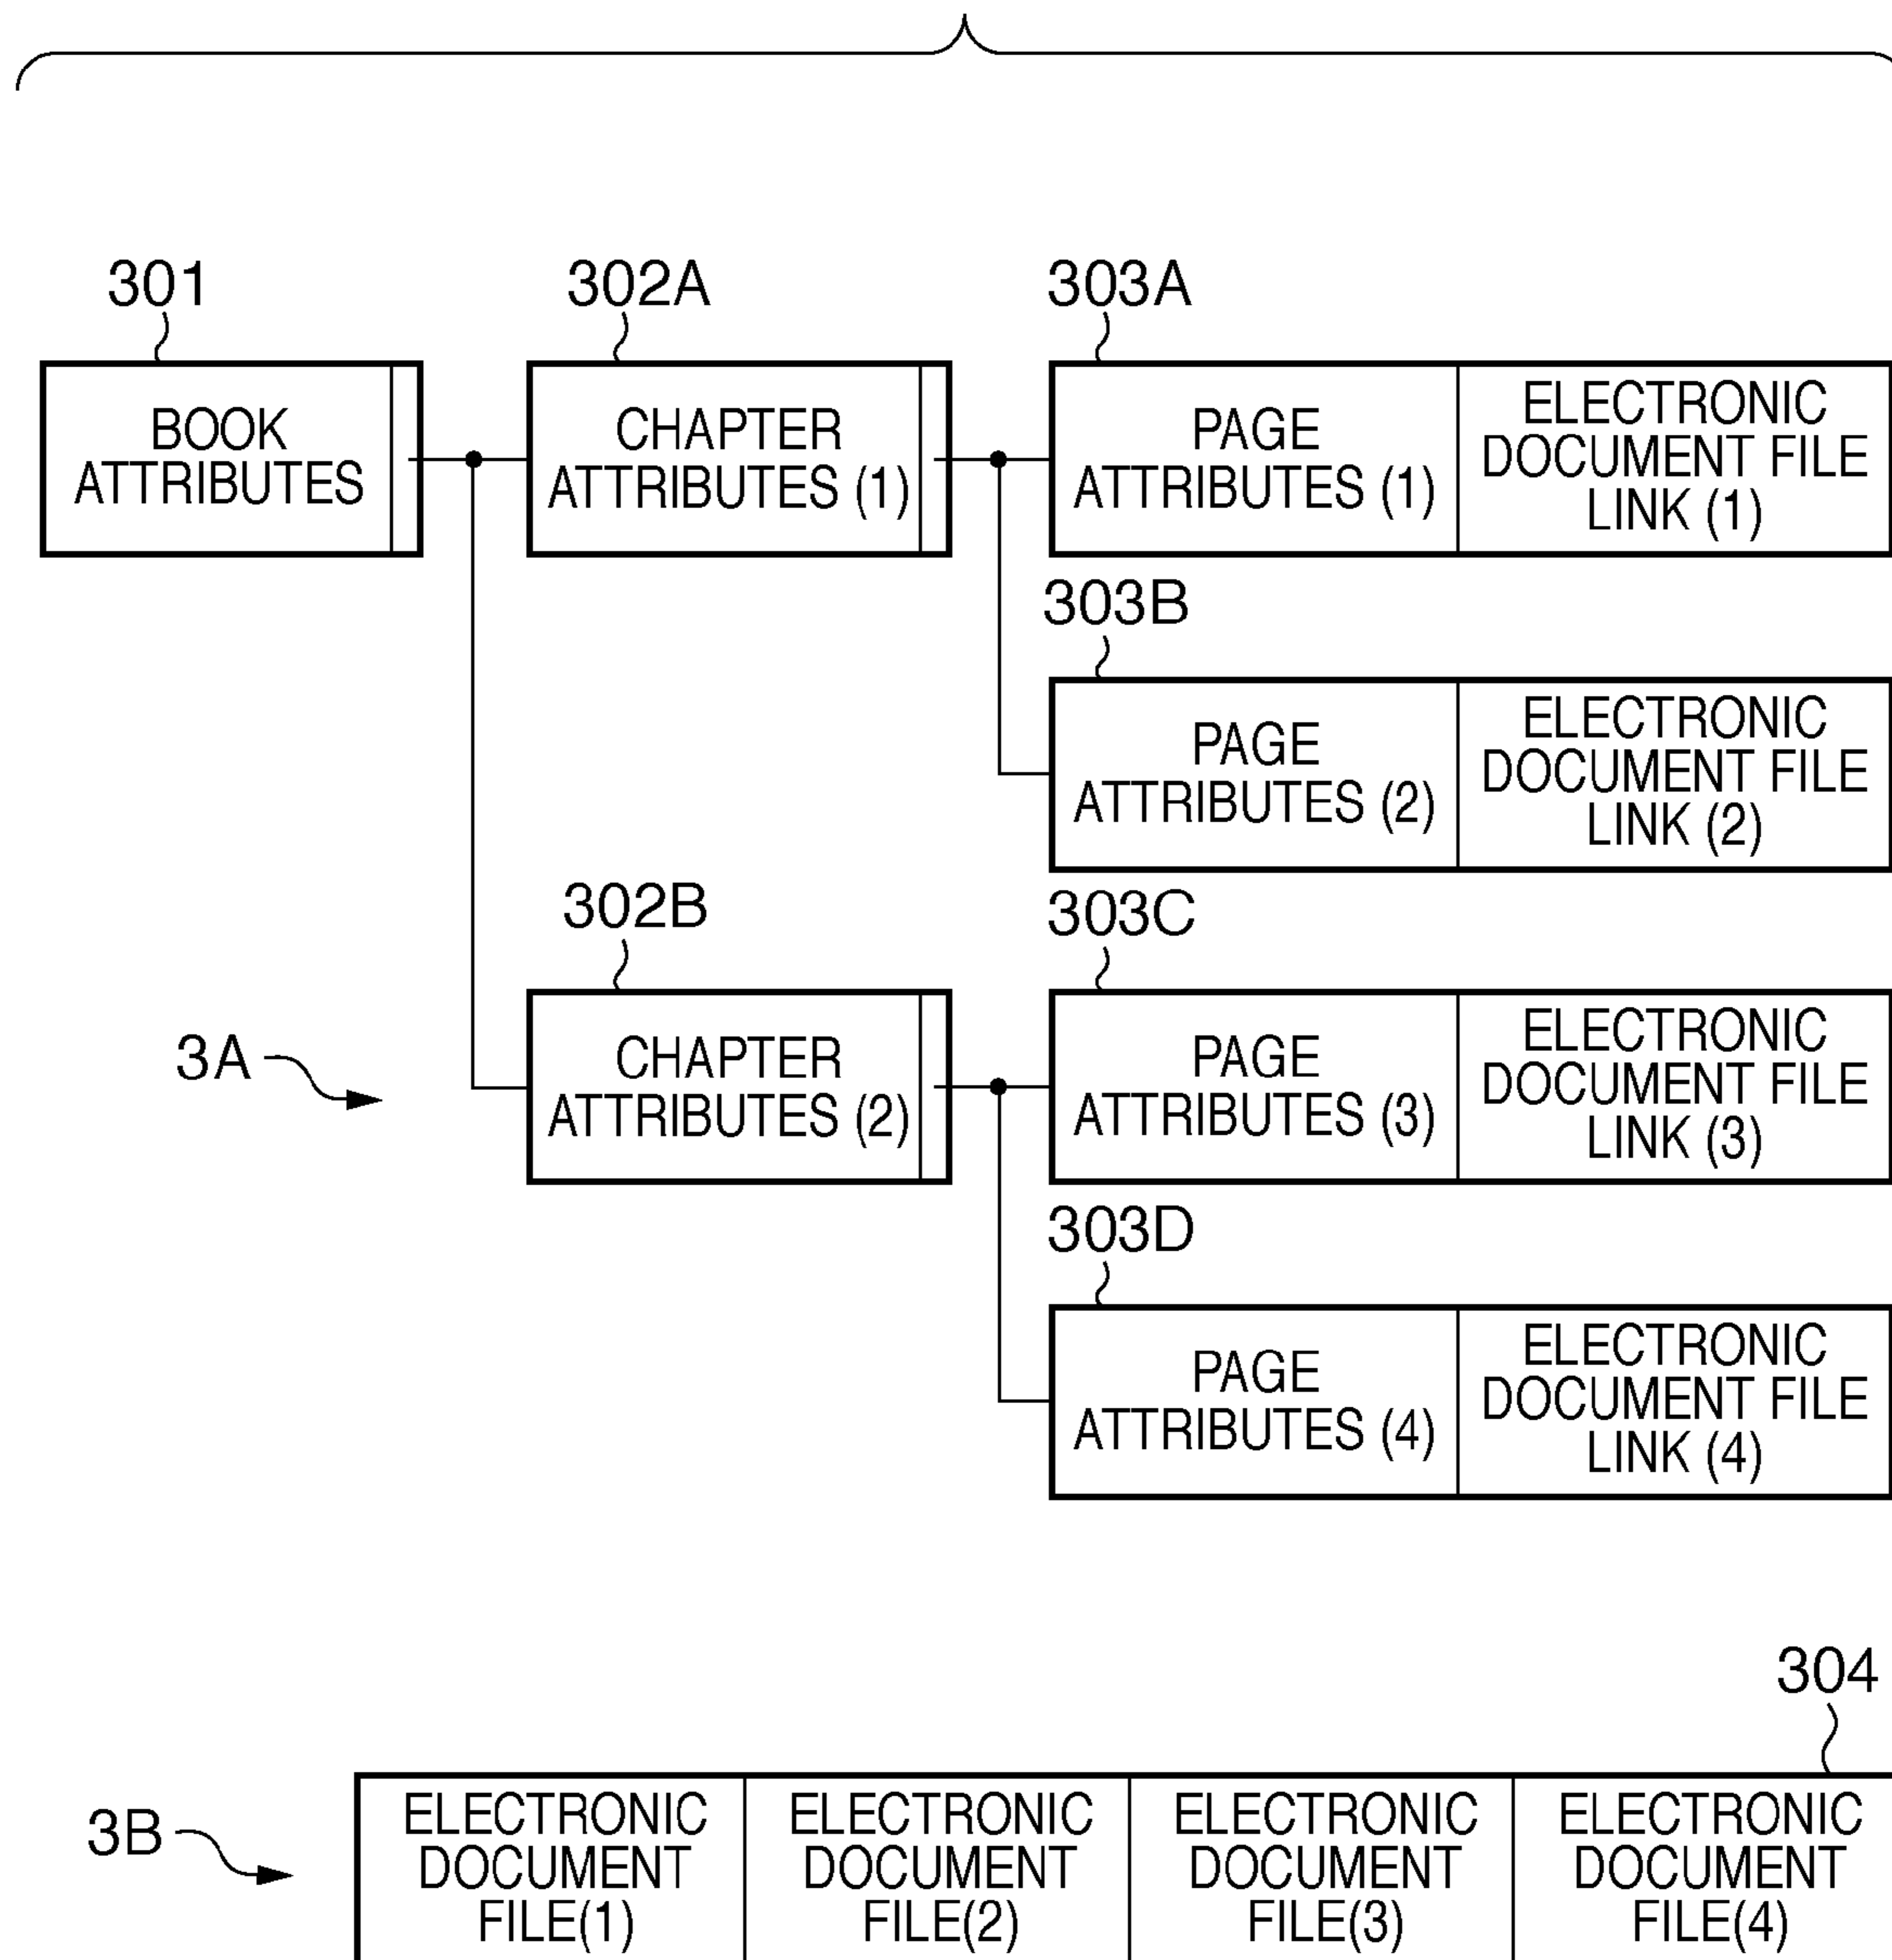 301
302A
303A
BOOK
ATTRIBUTES
CHAPTER
ATTRIBUTES (1)
PAGE
ATTRIBUTES (1)
ELECTRONIC
DOCUMENT FILE
LINK (1)
303B
PAGE
ATTRIBUTES (2)
ELECTRONIC
DOCUMENT FILE
LINK (2)
302B
303C
3A
CHAPTER
ATTRIBUTES (2)
PAGE
ATTRIBUTES (3)
ELECTRONIC
DOCUMENT FILE
LINK (3)
303D
PAGE
ATTRIBUTES (4)
ELECTRONIC
DOCUMENT FILE
LINK (4)
304
3B
ELECTRONIC
DOCUMENT
FILE(1)
ELECTRONIC
DOCUMENT
FILE(2)
ELECTRONIC
DOCUMENT
FILE(3)
ELECTRONIC
DOCUMENT
FILE(4)